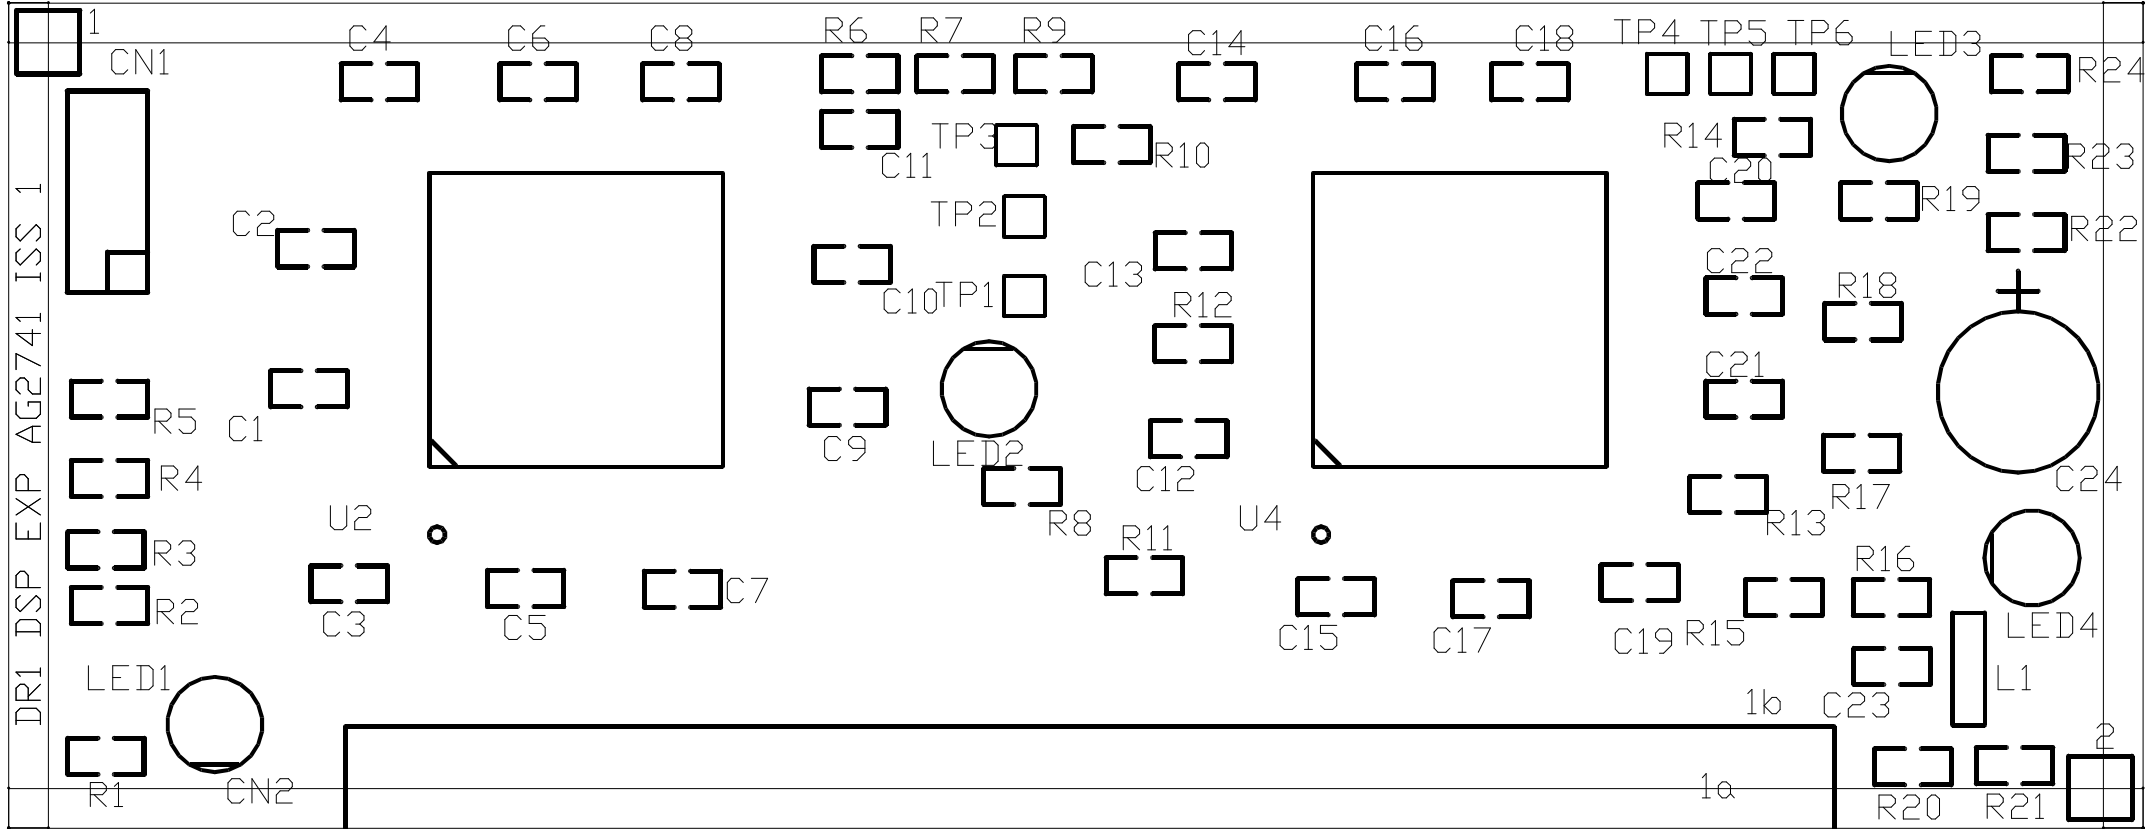 1
CN1
C4
C6
C8
R6
R7
R9
C14
C16
C18
TP4
TP5
TP6
LED3
R24
C11
TP3
R10
R14
C20
R23
DR1 DSP EXP AG2741 ISS 1
C2
TP2
R19
R22
C13
C10
TP1
R12
C22
R18
C21
R5
C1
C9
LED2
C12
R17
C24
R4
U2
R8
U4
R13
R11
R3
R16
R2
C3
C5
C7
C15
C17
C19
R15
LED4
LED1
1b
C23
L1
2
R1
CN2
1a
R20
R21